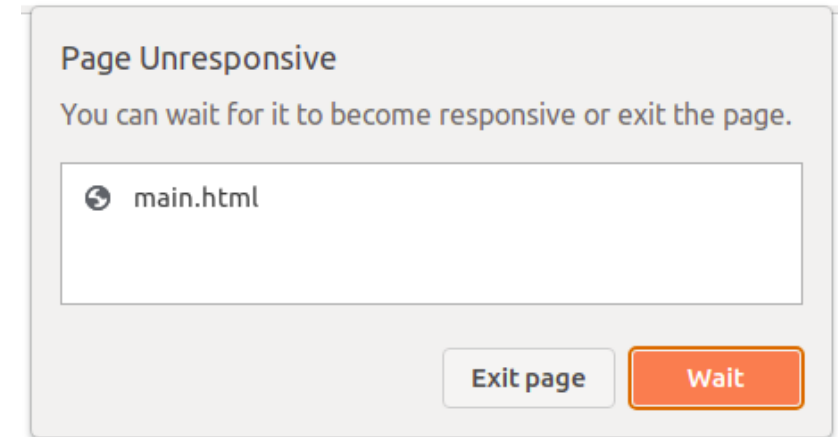 Page Unresponsive
You can wait for it to become responsive or exit the page.
main.html
Exit page Wait